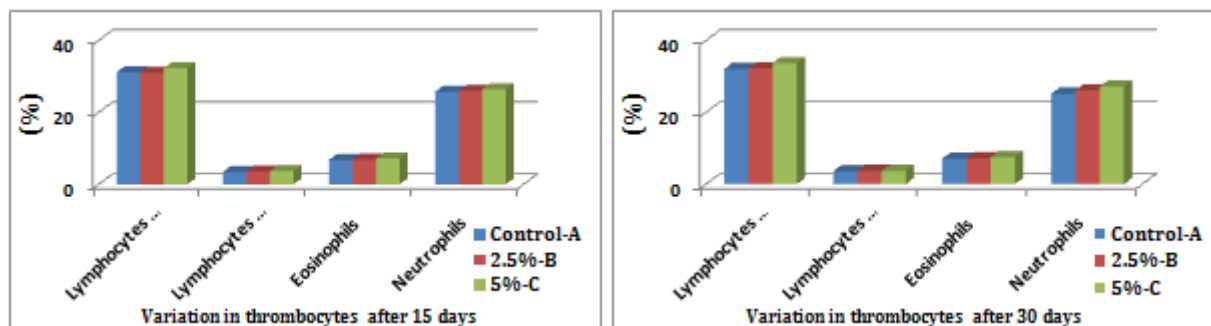 40
20
0
(%)
Lymphocytes ...
Lymphocytes ...
Eosinophils
Neutrophils
Control-A
2.5%-B
5%-C
Variation in thrombocytes after 15 days
40
20
0
(%)
Lymphocytes ...
Lymphocytes ...
Eosinophils
Neutrophils
Control-A
2.5%-B
5%-C
Variation in thrombocytes after 30 days